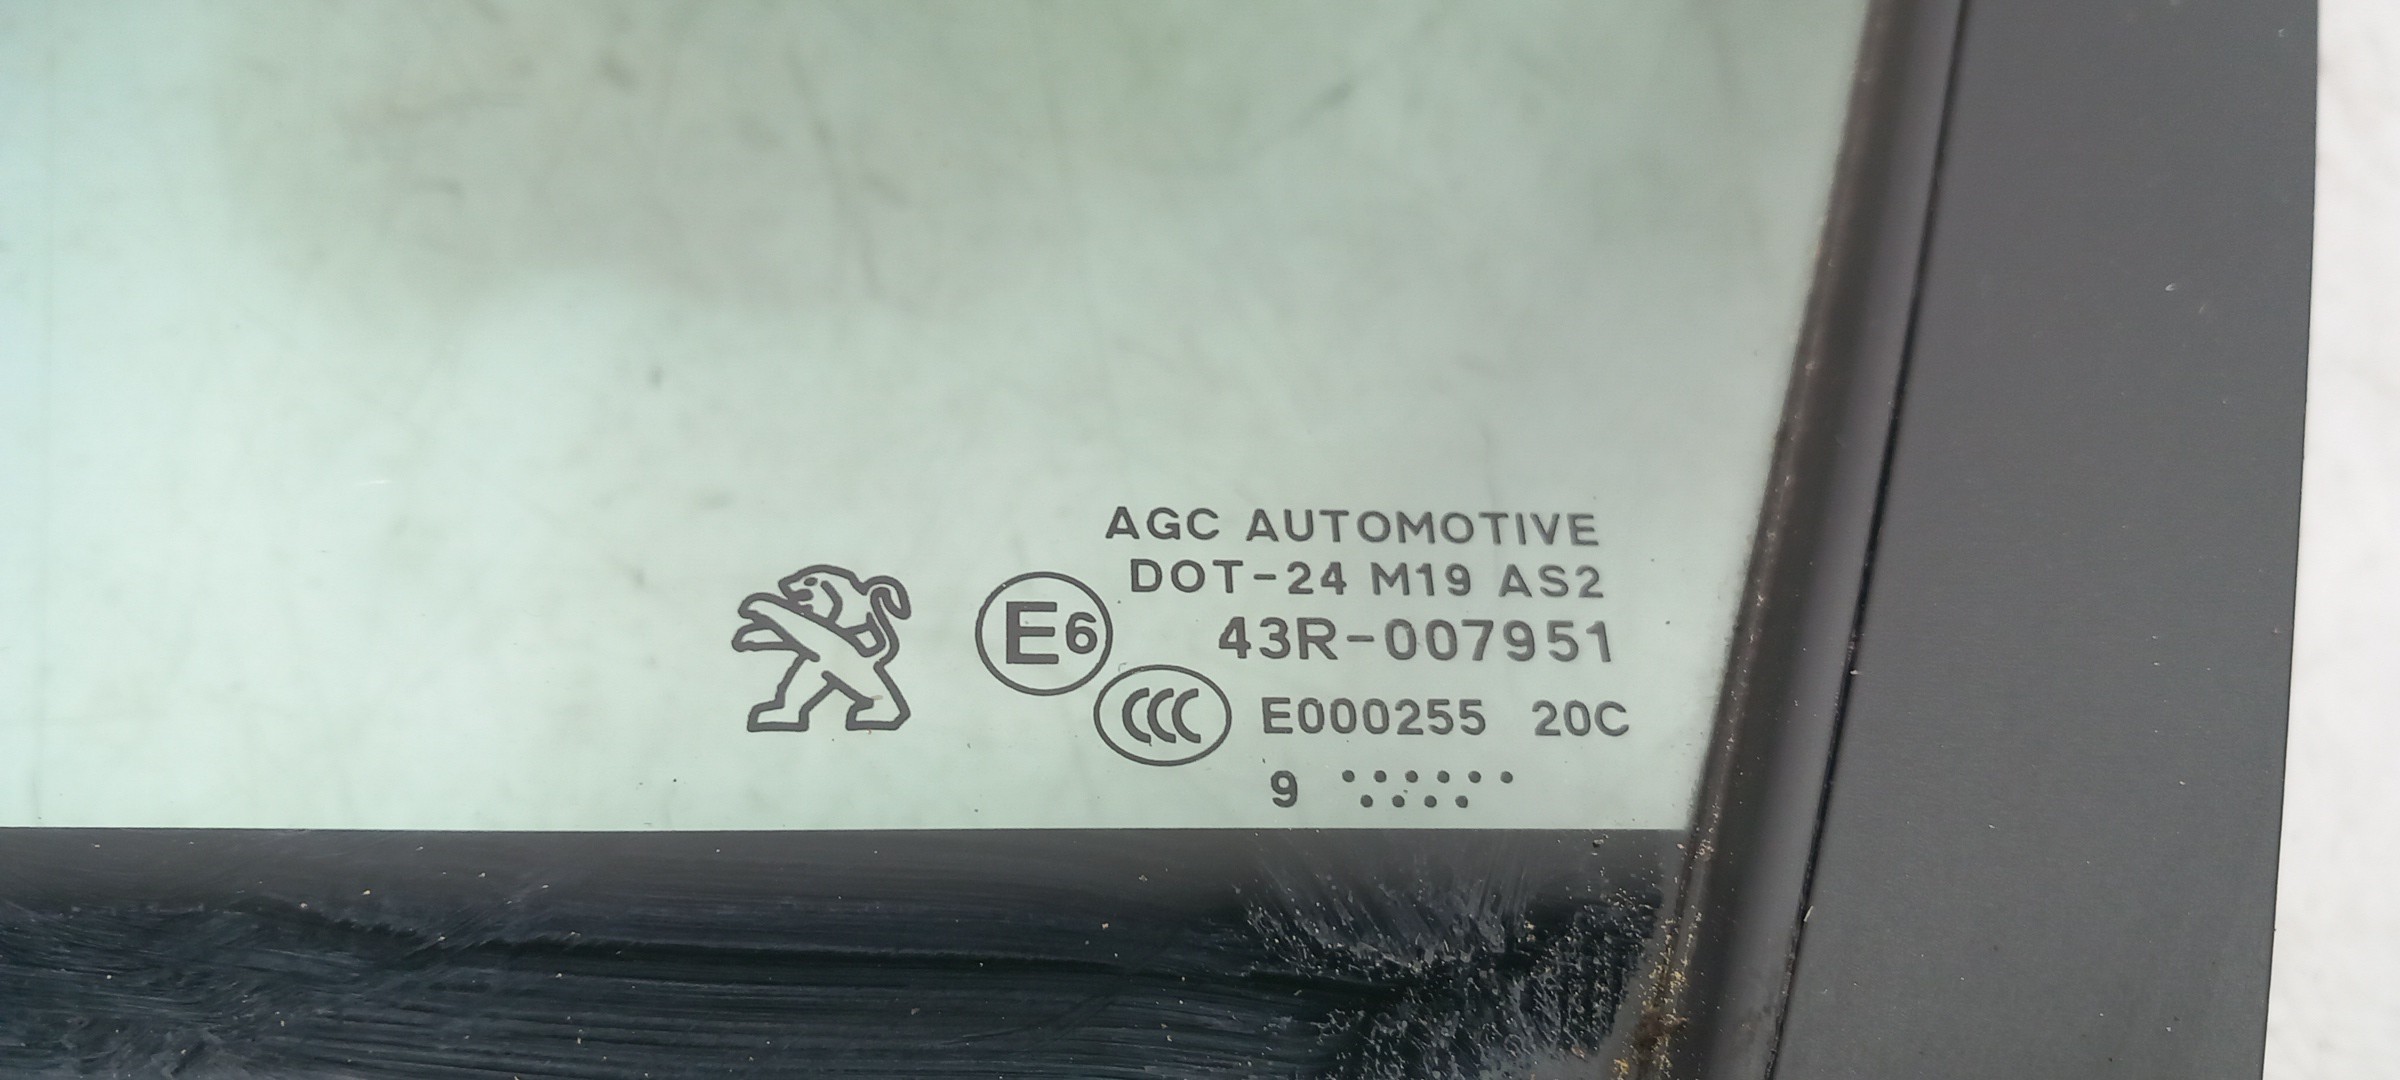 AGC AUTOMOTIVE
DOT-24 M19 AS2
E6 43R-007951
CCC E000255 20C
9